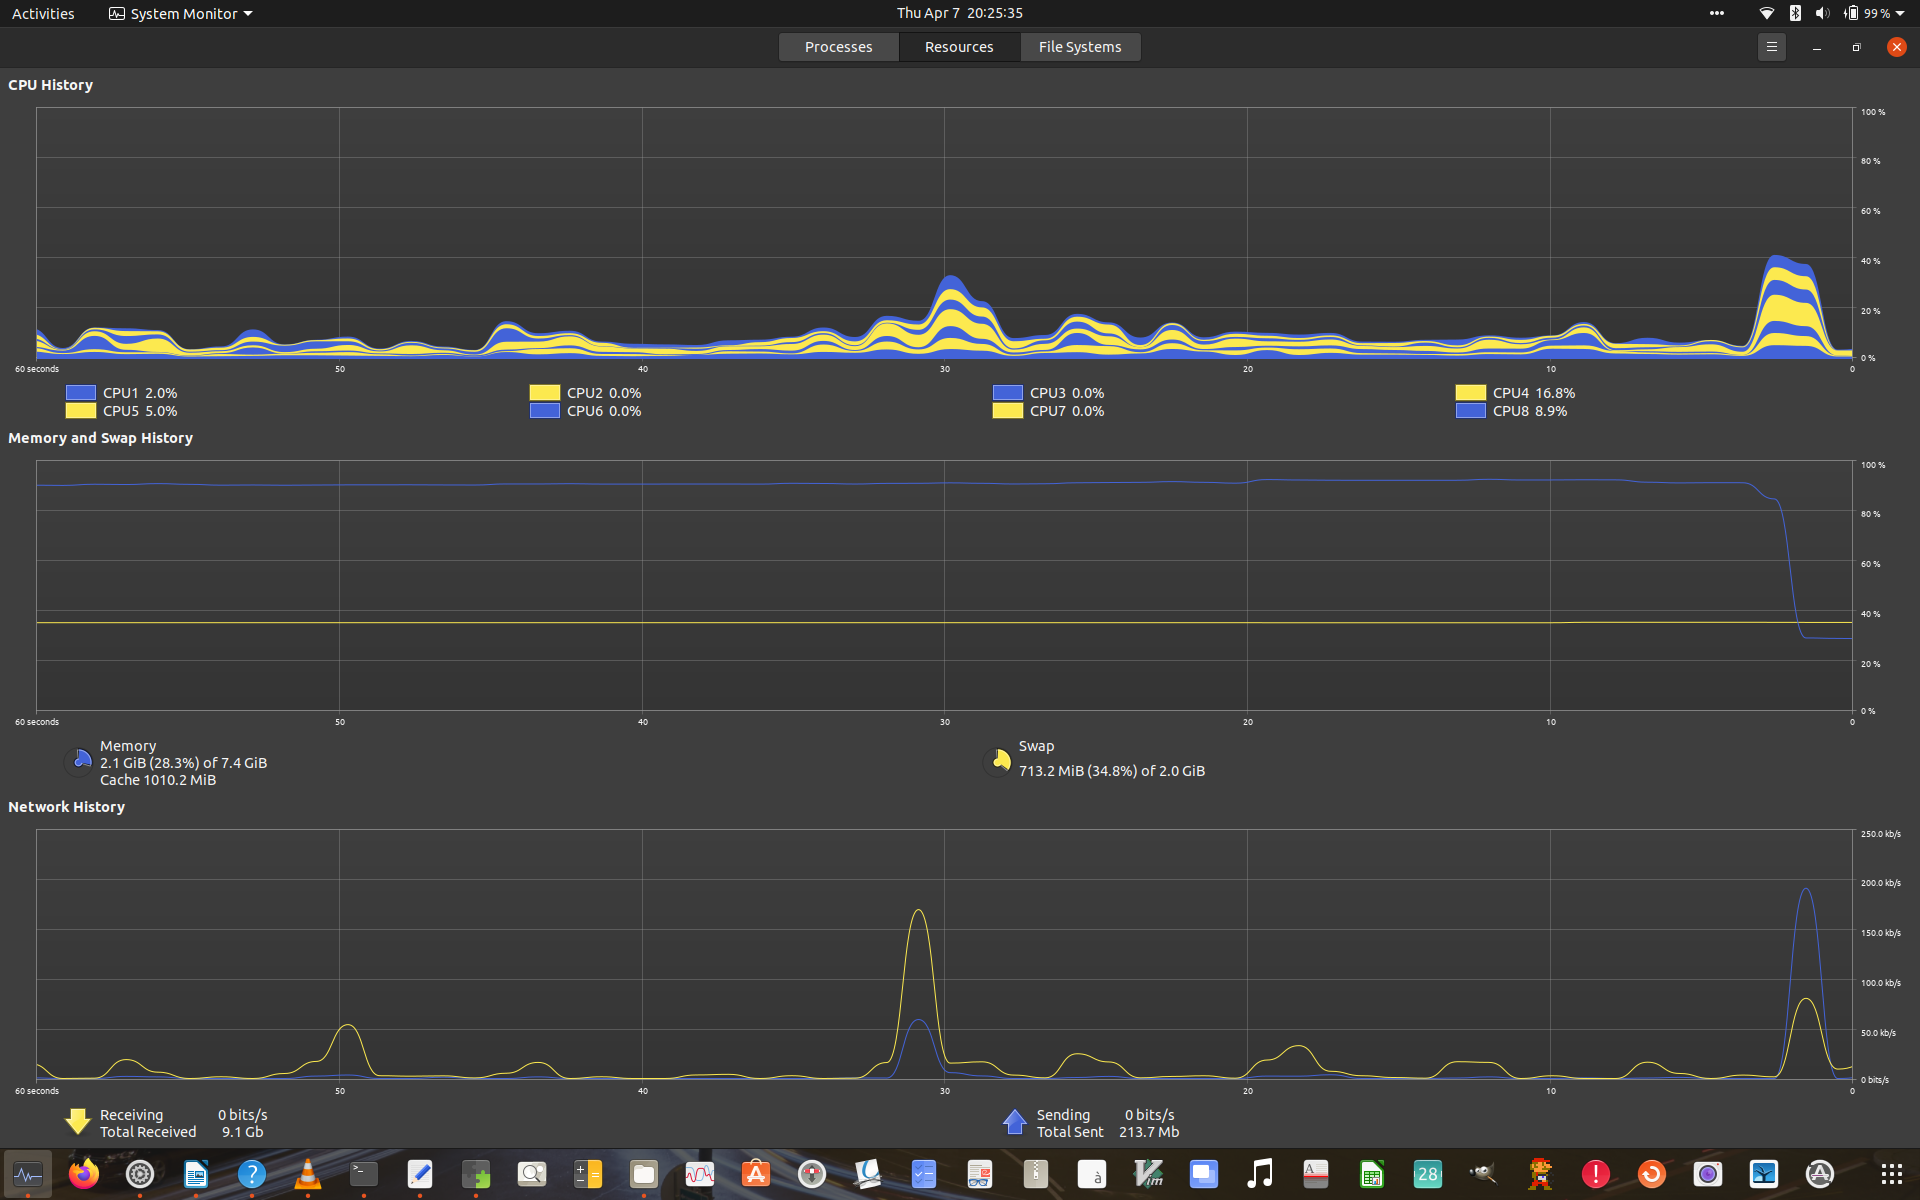 Activities
System Monitor
Thu Apr 7 20:25:35
99 %
Processes
Resources
File Systems
CPU History
100 %
80 %
60 %
40 %
20 %
0 %
60 seconds
50
40
30
20
10
0
CPU1 2.0%
CPU2 0.0%
CPU3 0.0%
CPU4 16.8%
CPU5 5.0%
CPU6 0.0%
CPU7 0.0%
CPU8 8.9%
Memory and Swap History
100 %
80 %
60 %
40 %
20 %
0 %
60 seconds
50
40
30
20
10
0
Memory
2.1 GiB (28.3%) of 7.4 GiB
Cache 1010.2 MiB
Swap
713.2 MiB (34.8%) of 2.0 GiB
Network History
250.0 kb/s
200.0 kb/s
150.0 kb/s
100.0 kb/s
50.0 kb/s
0 bits/s
60 seconds
50
40
30
20
10
0
Receiving 0 bits/s
Total Received 9.1 Gb
Sending 0 bits/s
Total Sent 213.7 Mb
?
>_
à
Vim
A
28
!